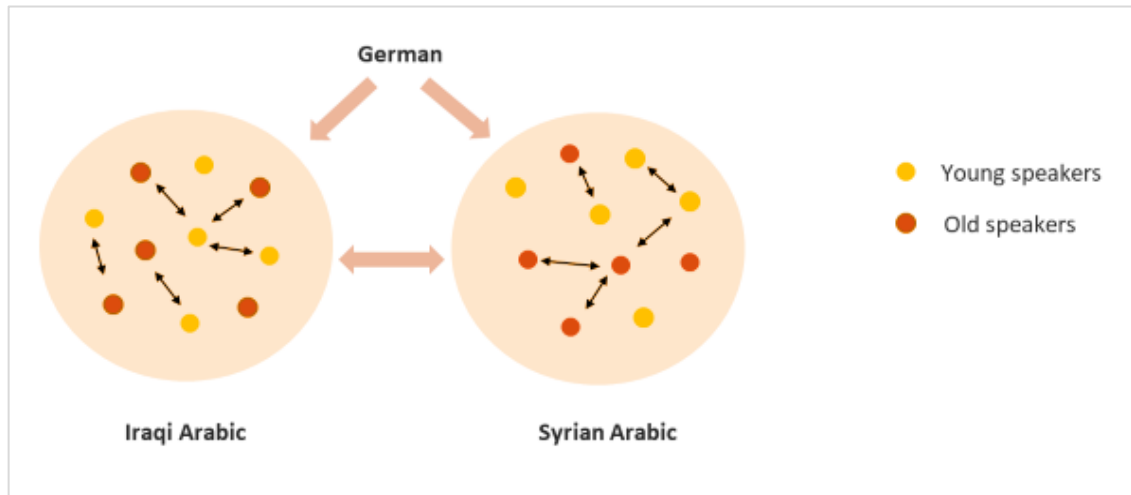 German
Young speakers
Old speakers
Iraqi Arabic
Syrian Arabic